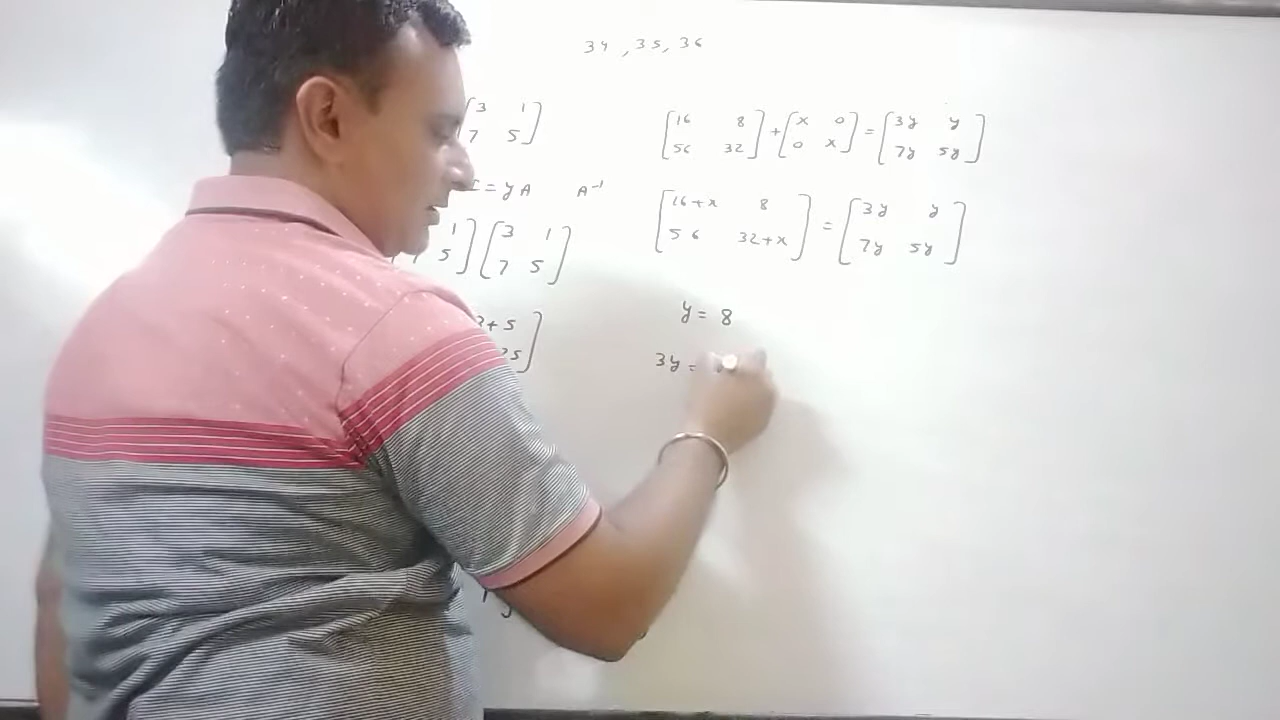 34 , 35, 36
3 1
7 5
= y A A⁻¹
1 ] [ 3 1
5 ] [ 7 5 ]
+ 5
[ 16 8 ] + [ x 0 ] = [ 3y y ]
[ 56 32 ] [ 0 x ] [ 7y 5y ]
[ 16+x 8 ] = [ 3y y ]
[ 56 32+x ] [ 7y 5y ]
y = 8
3y =